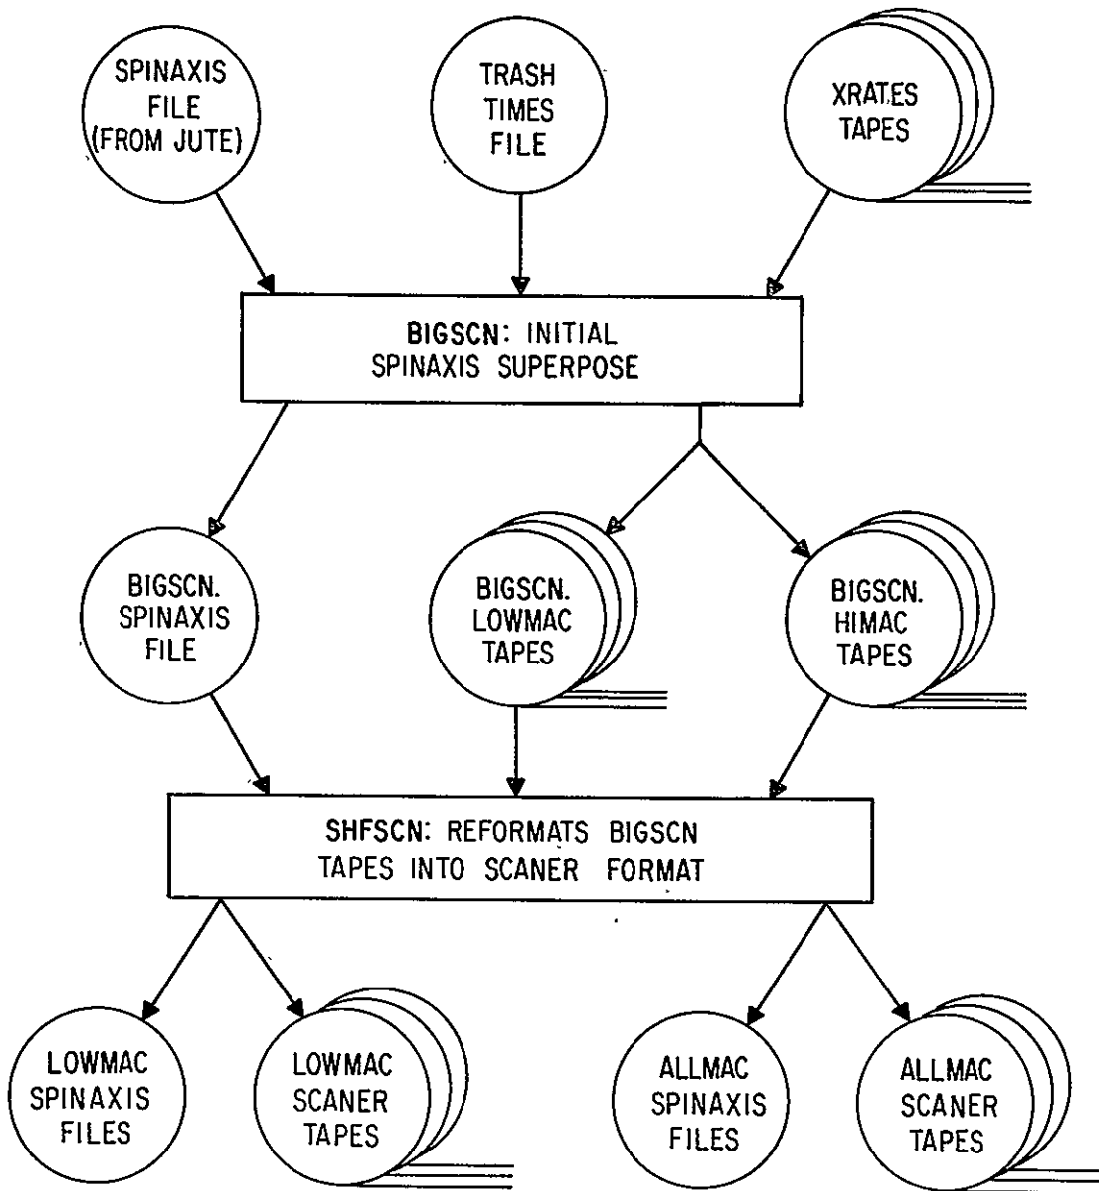 SPINAXIS
FILE
(FROM JUTE)
TRASH
TIMES
FILE
XRATES
TAPES
BIGSCN: INITIAL
SPINAXIS SUPERPOSE
BIGSCN.
SPINAXIS
FILE
BIGSCN.
LOWMAC
TAPES
BIGSCN.
HIMAC
TAPES
SHFSCN: REFORMATS BIGSCN
TAPES INTO SCANER FORMAT
LOWMAC
SPINAXIS
FILES
LOWMAC
SCANER
TAPES
ALLMAC
SPINAXIS
FILES
ALLMAC
SCANER
TAPES